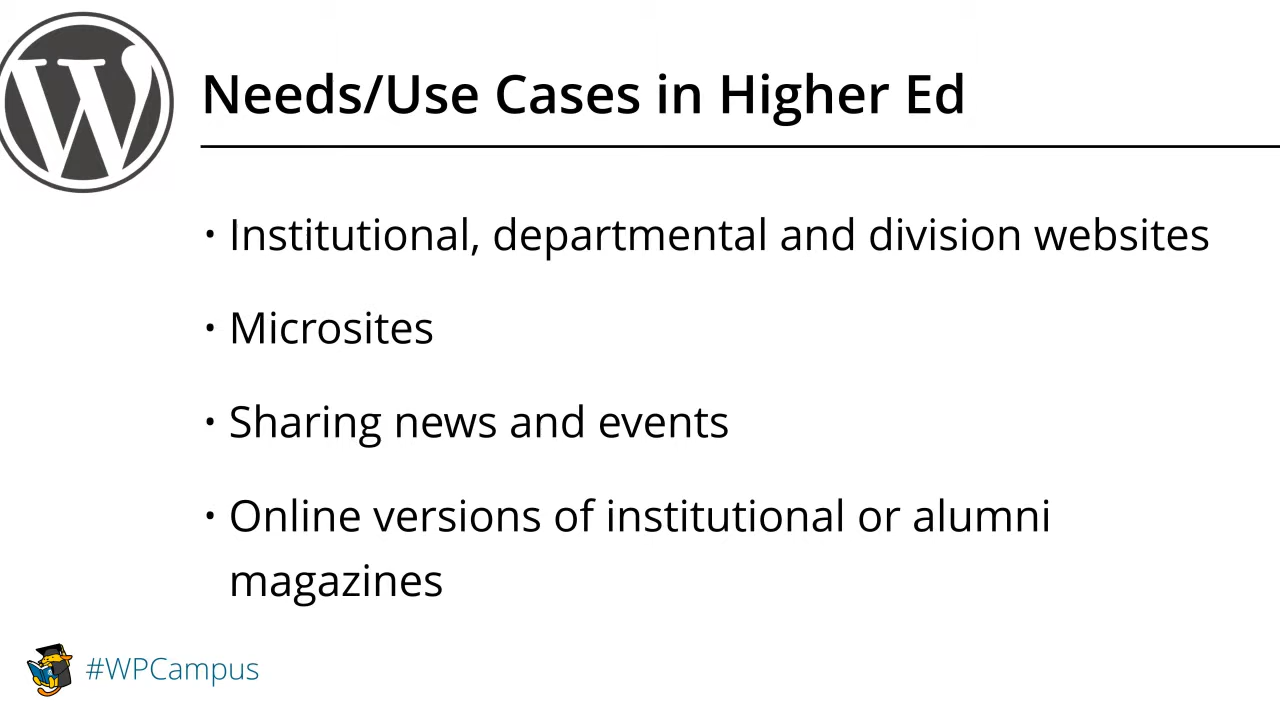 Needs/Use Cases in Higher Ed
• Institutional, departmental and division websites
• Microsites
• Sharing news and events
• Online versions of institutional or alumni
magazines
#WPCampus